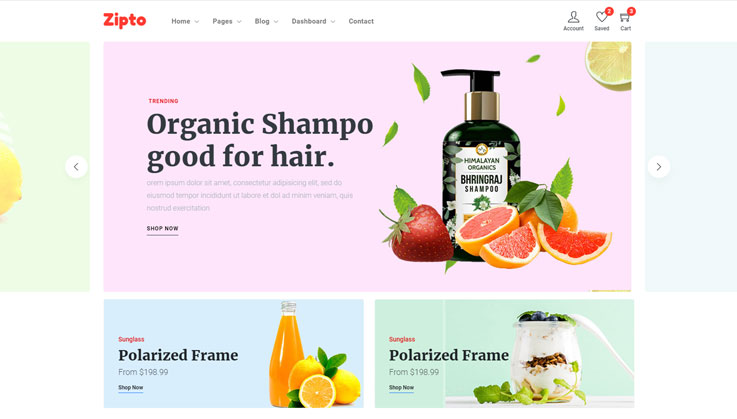 Zipto
Home
Pages
Blog
Dashboard
Contact
2
3
Account
Saved
Cart
TRENDING
Organic Shampo
good for hair.
orem ipsum dolor sit amet, consectetur adipisicing elit, sed do
eiusmod tempor incididunt ut labore et dol ad minim veniam, quis
nostrud exercitation
SHOP NOW
HIMALAYAN
ORGANICS
BHRINGRAJ
SHAMPOO
Sunglass
Polarized Frame
From $198.99
Shop Now
Sunglass
Polarized Frame
From $198.99
Shop Now